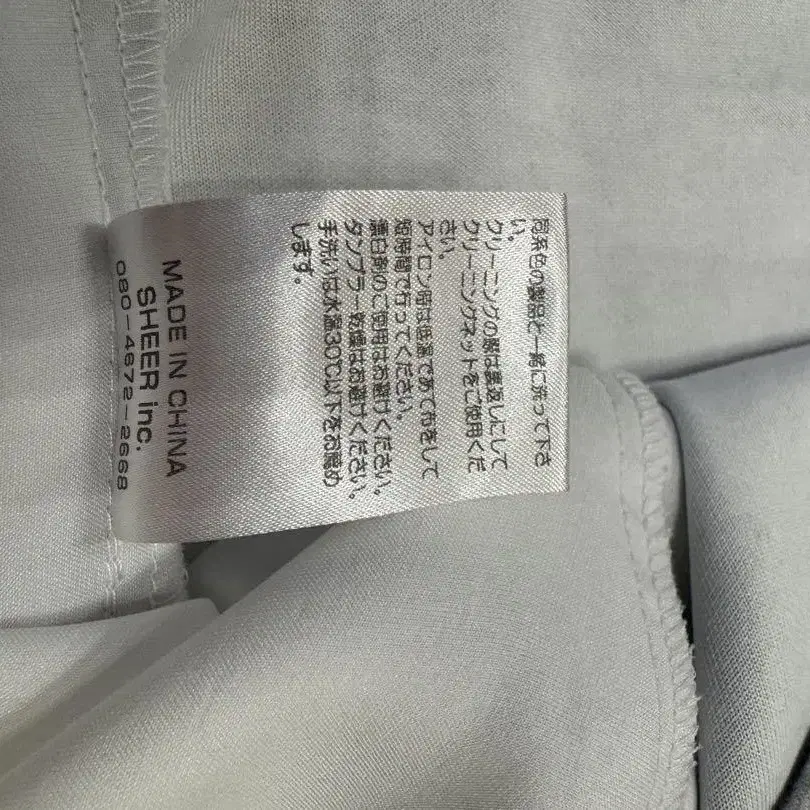 同系色の製品と一緒に洗って下さ
い。
クリーニングの際は裏返しにして
クリーニングネットをご使用くだ
さい。
アイロン時は低温であて布をして
短時間で行ってください。
漂白剤のご使用はお避けください。
タンブラー乾燥はお避けください。
手洗いは水温30℃以下をお薦め
します。
MADE IN CHINA
SHEER inc.
080-4872-2668